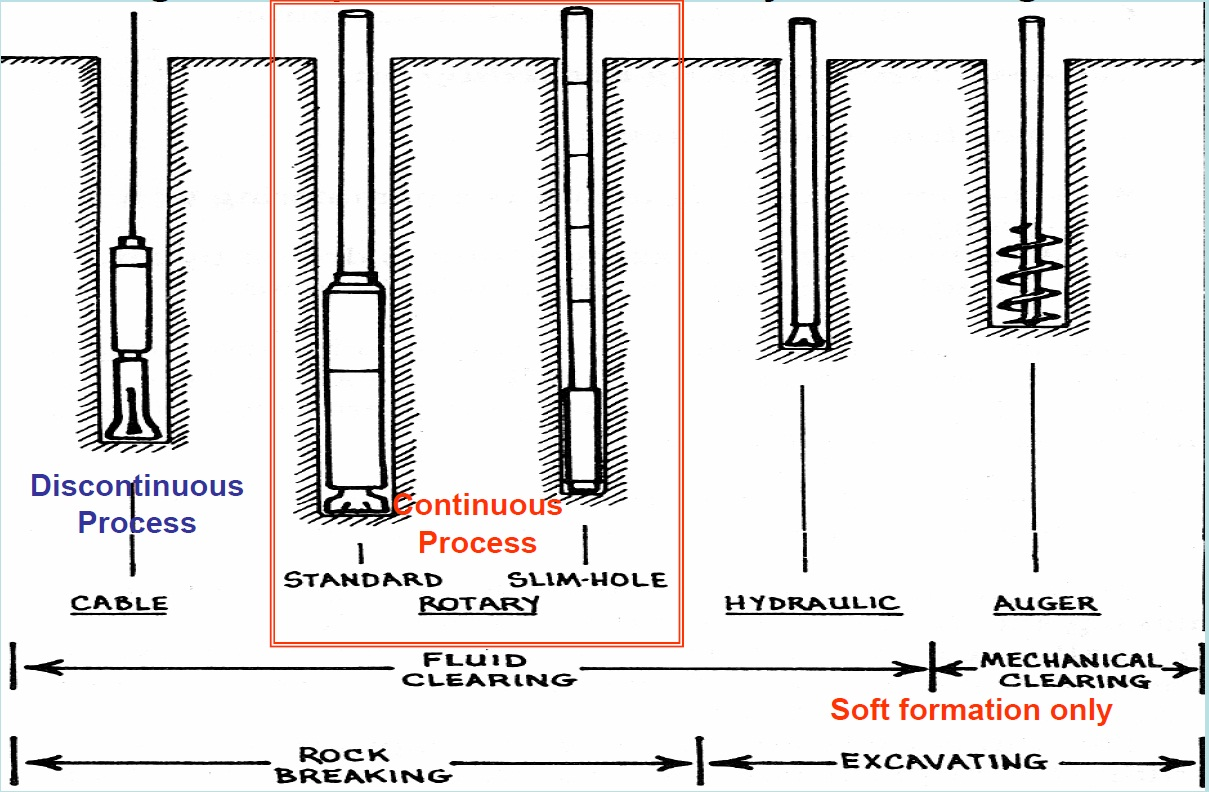 Discontinuous
Process
Continuous
Process
STANDARD
SLIM-HOLE
CABLE
ROTARY
HYDRAULIC
AUGER
FLUID
CLEARING
MECHANICAL
CLEARING
Soft formation only
ROCK
BREAKING
EXCAVATING